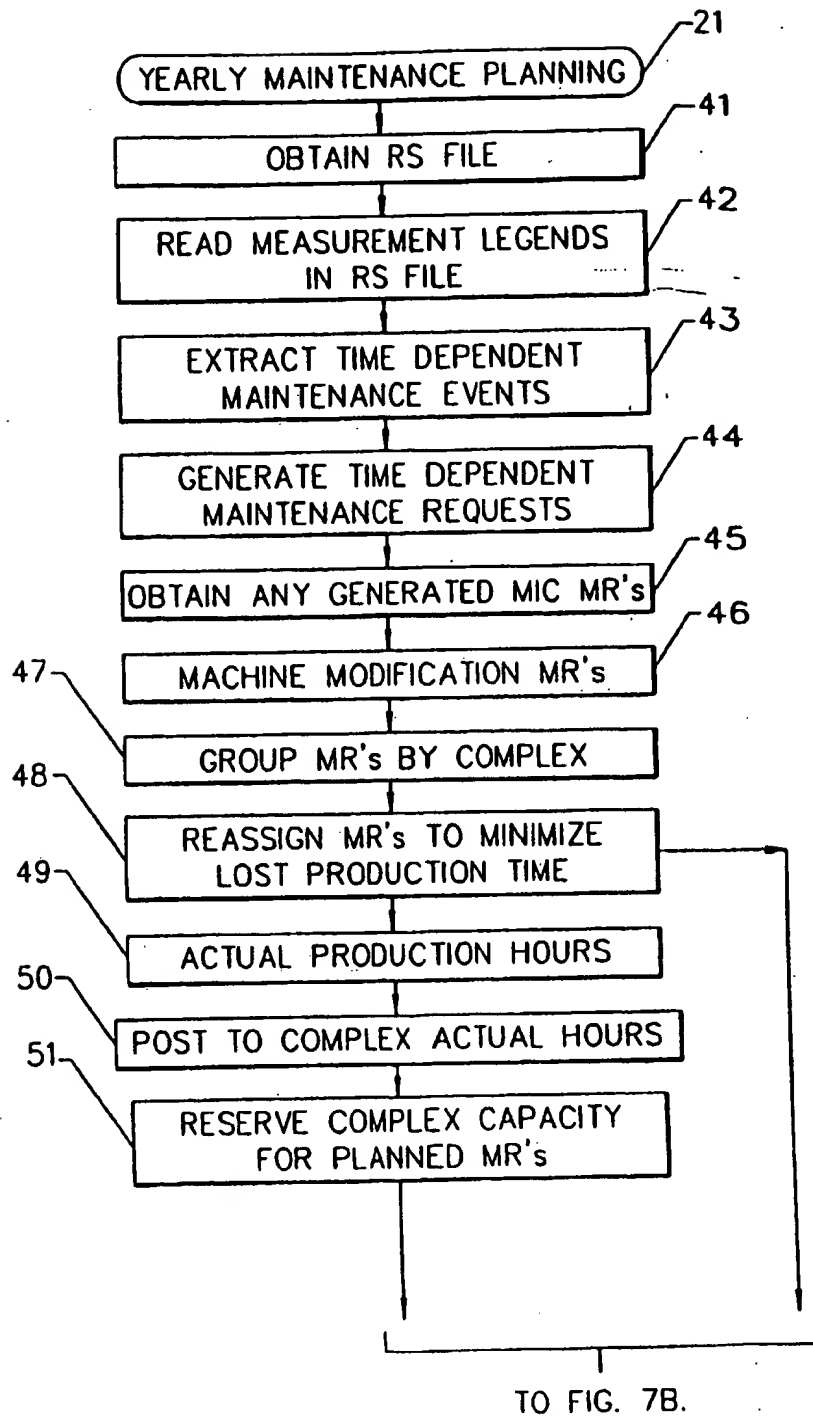 21
YEARLY MAINTENANCE PLANNING
41
OBTAIN RS FILE
42
READ MEASUREMENT LEGENDS
IN RS FILE
43
EXTRACT TIME DEPENDENT
MAINTENANCE EVENTS
44
GENERATE TIME DEPENDENT
MAINTENANCE REQUESTS
45
OBTAIN ANY GENERATED MIC MR's
46
MACHINE MODIFICATION MR's
47
GROUP MR's BY COMPLEX
48
REASSIGN MR's TO MINIMIZE
LOST PRODUCTION TIME
49
ACTUAL PRODUCTION HOURS
50
POST TO COMPLEX ACTUAL HOURS
51
RESERVE COMPLEX CAPACITY
FOR PLANNED MR's
TO FIG. 7B.